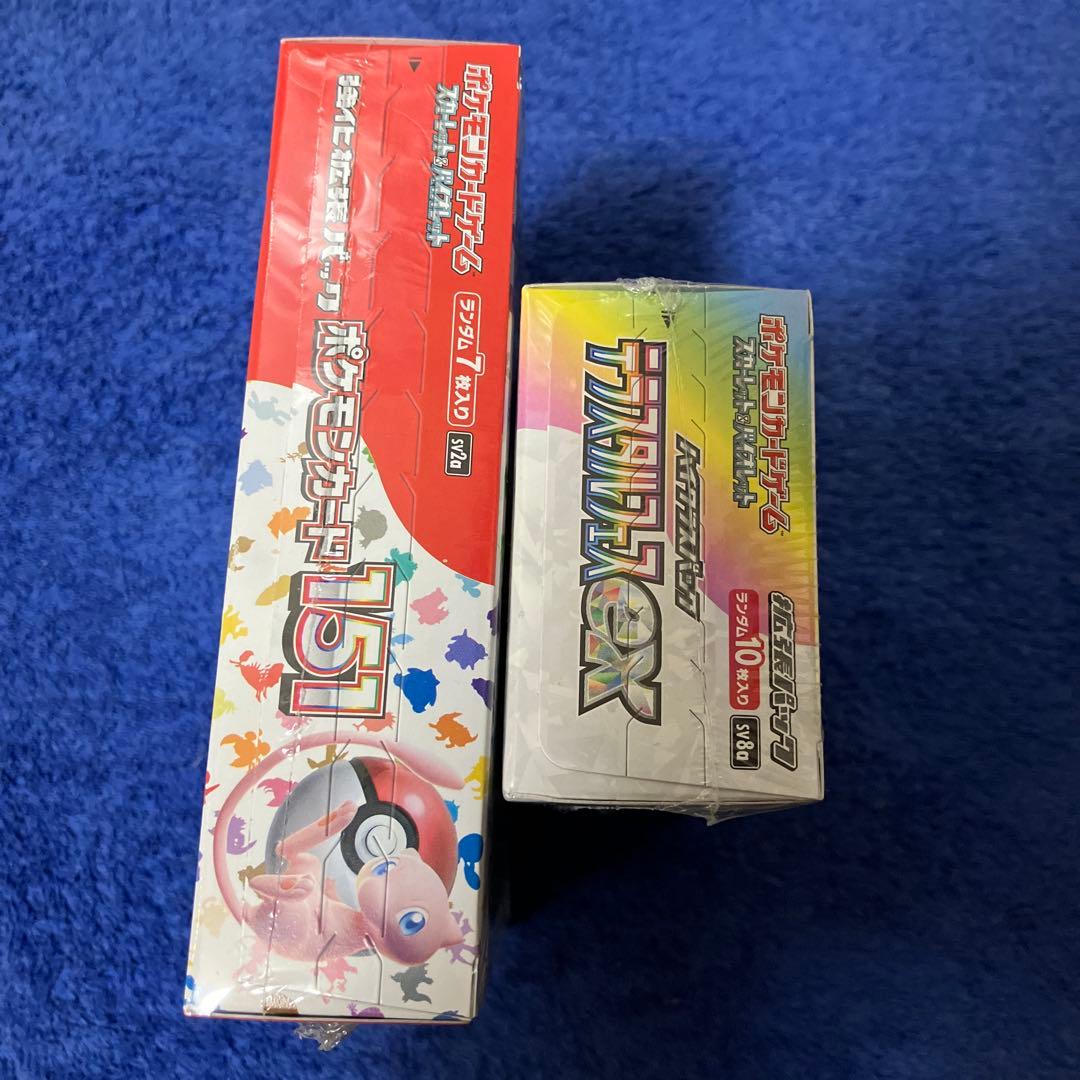 ポケモンカードゲーム
スカーレット&バイオレット
強化拡張パック
ランダム7枚入り
SV2a
ポケモンカード151
ポケモンカードゲーム
スカーレット&バイオレット
拡張パック
ランダム10枚入り
SV8a
ハイクラスパック
テラスタルフェスex